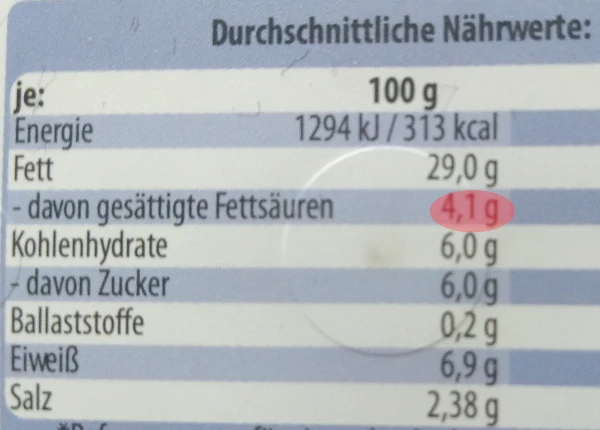 Durchschnittliche Nährwerte:
je: 100 g
Energie 1294 kJ / 313 kcal
Fett 29,0 g
- davon gesättigte Fettsäuren 4,1 g
Kohlenhydrate 6,0 g
- davon Zucker 6,0 g
Ballaststoffe 0,2 g
Eiweiß 6,9 g
Salz 2,38 g